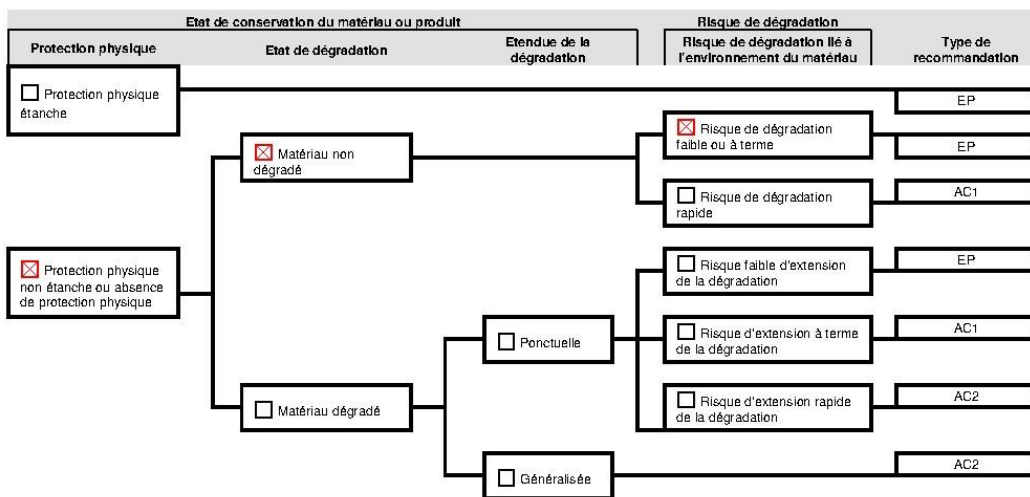 Etat de conservation du matériau ou produit
Risque de dégradation
Protection physique
Etat de dégradation
Etendue de la
dégradation
Risque de dégradation lié à
l'environnement du matériau
Type de
recommandation
Protection physique
étanche
EP
Matériau non
dégradé
Risque de dégradation
faible ou à terme
EP
Risque de dégradation
rapide
AC1
Protection physique
non étanche ou absence
de protection physique
Risque faible d'extension
de la dégradation
EP
Ponctuelle
Risque d'extension à terme
de la dégradation
AC1
Matériau dégradé
Risque d'extension rapide
de la dégradation
AC2
Généralisée
AC2